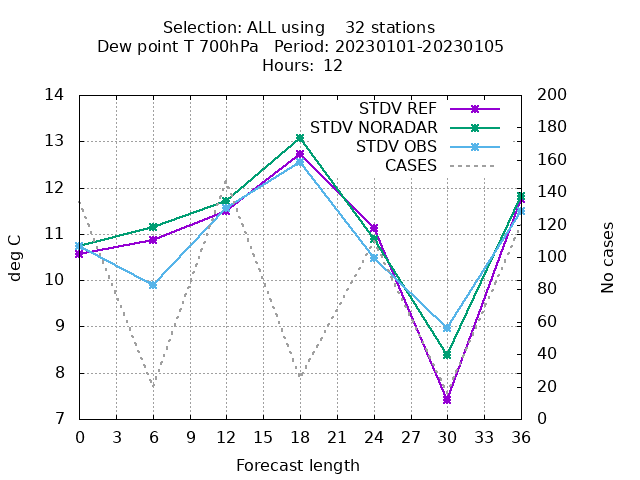 Selection: ALL using    32 stations
Dew point T 700hPa   Period: 20230101-20230105
Hours: 12
STDV REF
STDV NORADAR
STDV OBS
CASES
14
13
12
11
10
9
8
7
deg C
200
180
160
140
120
100
80
60
40
20
0
No cases
0 3 6 9 12 15 18 21 24 27 30 33 36
Forecast length